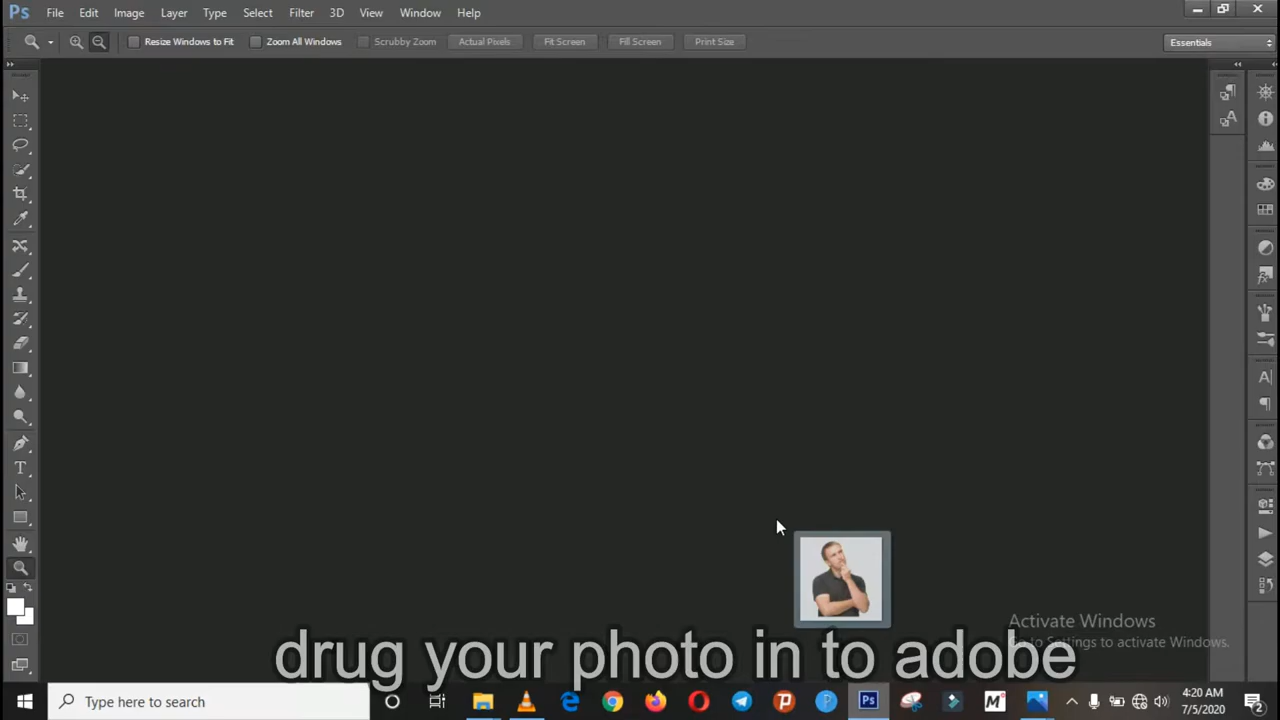 Ps File Edit Image Layer Type Select Filter 3D View Window Help
Resize Windows to Fit Zoom All Windows Scrubby Zoom Actual Pixels Fit Screen Fill Screen Print Size Essentials
Activate Windows
Go to Settings to activate Windows.
drug your photo in to adobe
Type here to search
Ps
4:20 AM
7/5/2020
2